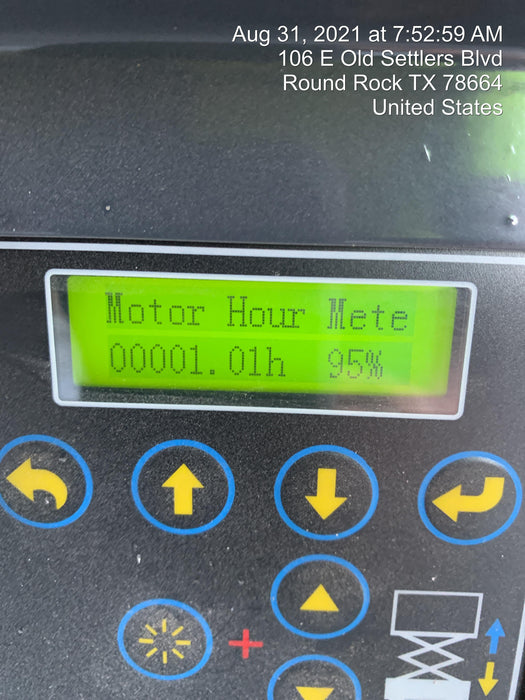 Aug 31, 2021 at 7:52:59 AM
106 E Old Settlers Blvd
Round Rock TX 78664
United States
Motor Hour Mete
00001.01h 95%